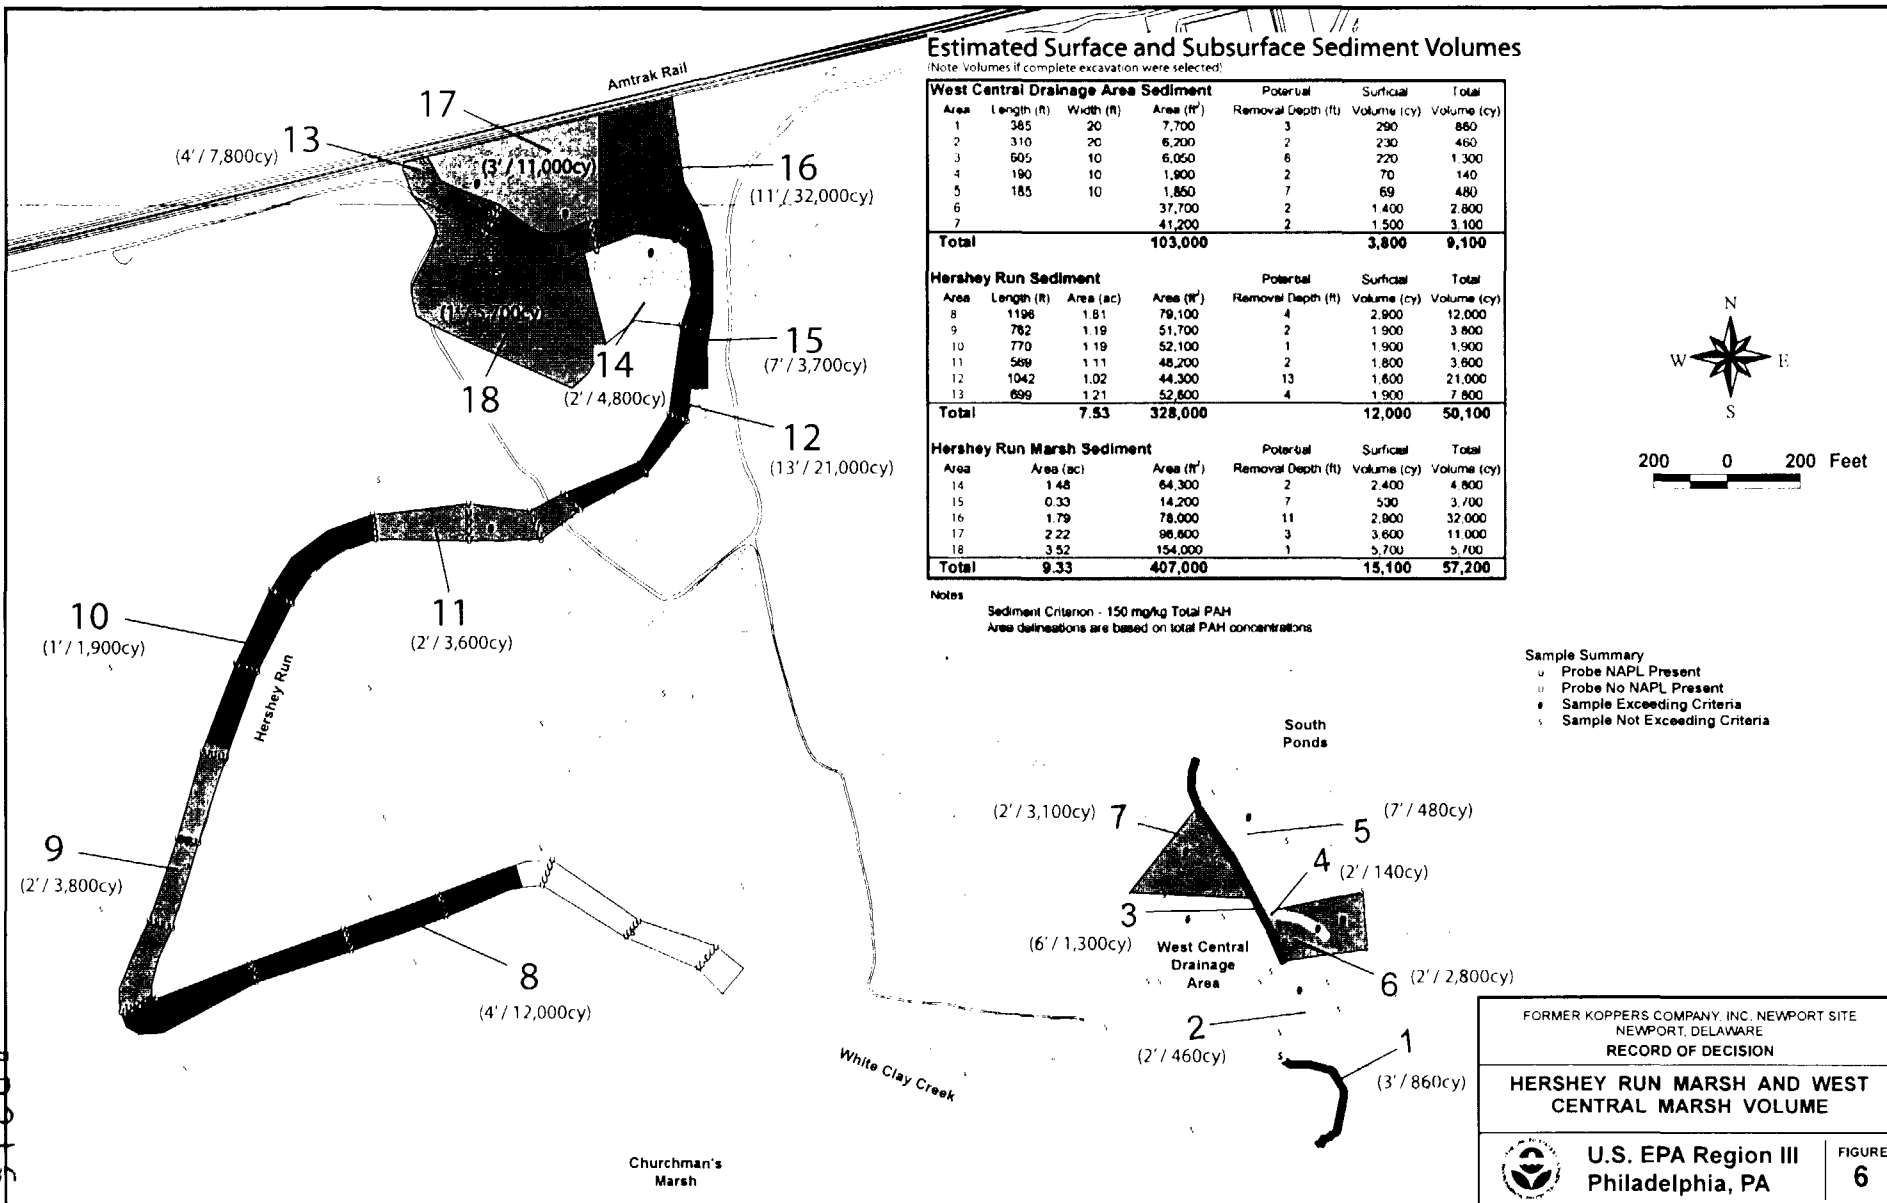 Estimated Surface and Subsurface Sediment Volumes
(Note Volumes if complete excavation were selected)
West Central Drainage Area Sediment Potential Surficial Total
Area Length (ft) Width (ft) Area (ft²) Removal Depth (ft) Volume (cy) Volume (cy)
1 385 20 7,700 3 290 860
2 310 20 6,200 2 230 460
3 605 10 6,050 6 220 1,300
4 190 10 1,900 2 70 140
5 185 10 1,850 7 69 480
6 37,700 2 1,400 2,800
7 41,200 2 1,500 3,100
Total 103,000 3,800 9,100
Hershey Run Sediment Potential Surficial Total
Area Length (ft) Area (ac) Area (ft²) Removal Depth (ft) Volume (cy) Volume (cy)
8 1196 1.81 79,100 4 2,900 12,000
9 782 1.19 51,700 2 1,900 3,800
10 770 1.19 52,100 1 1,900 1,900
11 569 1.11 48,200 2 1,800 3,600
12 1042 1.02 44,300 13 1,600 21,000
13 699 1.21 52,600 4 1,900 7,800
Total 7.53 328,000 12,000 50,100
Hershey Run Marsh Sediment Potential Surficial Total
Area Area (ac) Area (ft²) Removal Depth (ft) Volume (cy) Volume (cy)
14 1.48 64,300 2 2,400 4,800
15 0.33 14,200 7 530 3,700
16 1.79 78,000 11 2,900 32,000
17 2.22 96,600 3 3,600 11,000
18 3.52 154,000 1 5,700 5,700
Total 9.33 407,000 15,100 57,200
Notes
Sediment Criterion - 150 mg/kg Total PAH
Area delineations are based on total PAH concentrations
Amtrak Rail
17
(3' / 11,000cy)
13
(4' / 7,800cy)
16
(11' / 32,000cy)
(1' / 5,700cy)
18
14
(2' / 4,800cy)
15
(7' / 3,700cy)
12
(13' / 21,000cy)
11
(2' / 3,600cy)
10
(1' / 1,900cy)
Hershey Run
9
(2' / 3,800cy)
8
(4' / 12,000cy)
N
W E
S
200 0 200 Feet
Sample Summary
Probe NAPL Present
Probe No NAPL Present
Sample Exceeding Criteria
Sample Not Exceeding Criteria
South
Ponds
(2' / 3,100cy) 7
5 (7' / 480cy)
4 (2' / 140cy)
3
(6' / 1,300cy)
West Central
Drainage
Area
6 (2' / 2,800cy)
2
(2' / 460cy)
1
(3' / 860cy)
White Clay Creek
Churchman's
Marsh
FORMER KOPPERS COMPANY, INC. NEWPORT SITE
NEWPORT, DELAWARE
RECORD OF DECISION
HERSHEY RUN MARSH AND WEST
CENTRAL MARSH VOLUME
U.S. EPA Region III
Philadelphia, PA
FIGURE
6